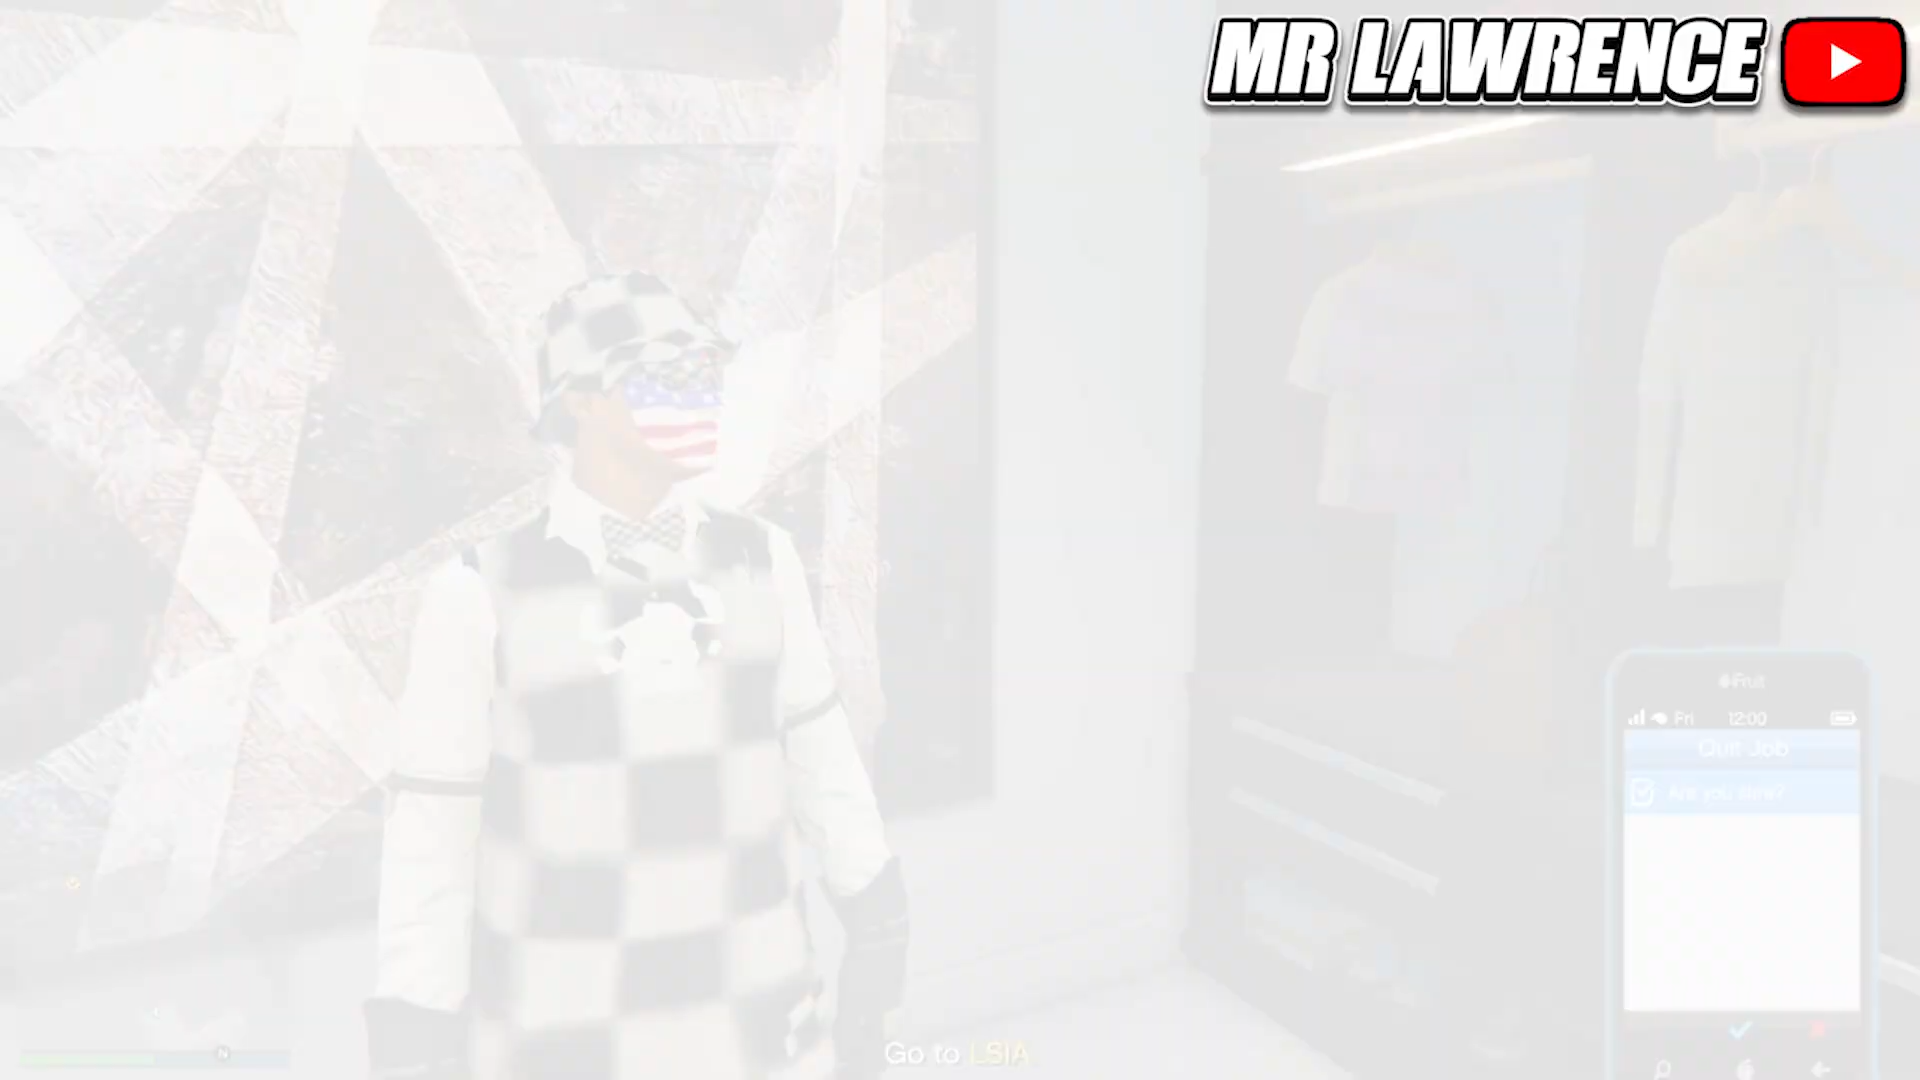 MR LAWRENCE
Fruit
Fri 12:00
Quit Job
Are you sure?
N
Go to LSIA